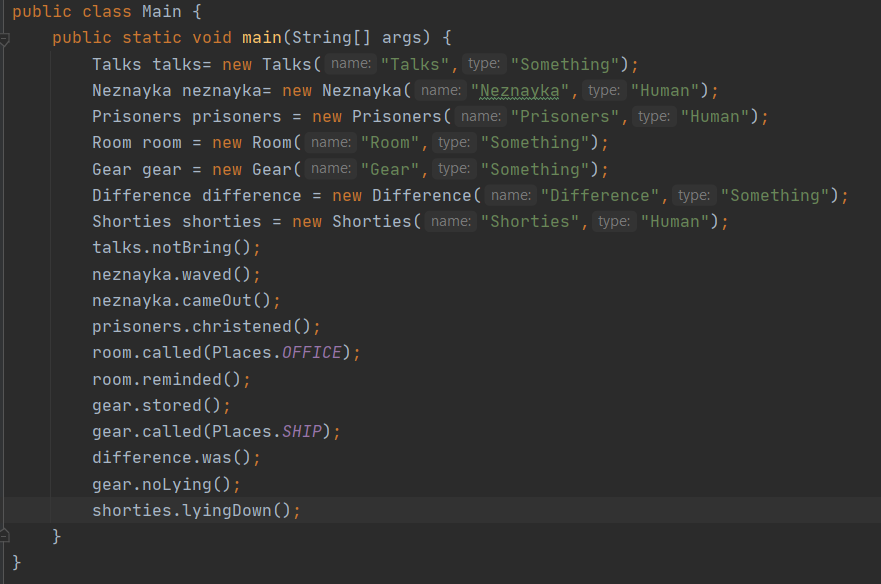 public class Main {
    public static void main(String[] args) {
        Talks talks= new Talks( name: "Talks", type: "Something");
        Neznayka neznayka= new Neznayka( name: "Neznayka", type: "Human");
        Prisoners prisoners = new Prisoners( name: "Prisoners", type: "Human");
        Room room = new Room( name: "Room", type: "Something");
        Gear gear = new Gear( name: "Gear", type: "Something");
        Difference difference = new Difference( name: "Difference", type: "Something");
        Shorties shorties = new Shorties( name: "Shorties", type: "Human");
        talks.notBring();
        neznayka.waved();
        neznayka.cameOut();
        prisoners.christened();
        room.called(Places.OFFICE);
        room.reminded();
        gear.stored();
        gear.called(Places.SHIP);
        difference.was();
        gear.noLying();
        shorties.lyingDown();
    }
}